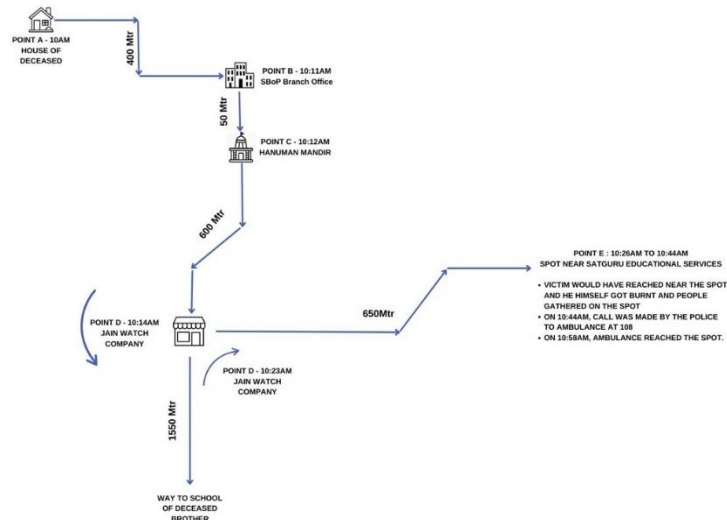 POINT A - 10AM
HOUSE OF
DECEASED
400 Mtr
POINT B - 10:11AM
SBoP Branch Office
50 Mtr
POINT C - 10:12AM
HANUMAN MANDIR
600 Mtr
POINT E : 10:26AM TO 10:44AM
SPOT NEAR SATGURU EDUCATIONAL SERVICES
• VICTIM WOULD HAVE REACHED NEAR THE SPOT
AND HE HIMSELF GOT BURNT AND PEOPLE
GATHERED ON THE SPOT
• ON 10:44AM, CALL WAS MADE BY THE POLICE
TO AMBULANCE AT 108
• ON 10:58AM, AMBULANCE REACHED THE SPOT.
POINT D - 10:14AM
JAIN WATCH
COMPANY
650Mtr
POINT D - 10:23AM
JAIN WATCH
COMPANY
1550 Mtr
WAY TO SCHOOL
OF DECEASED
BROTHER